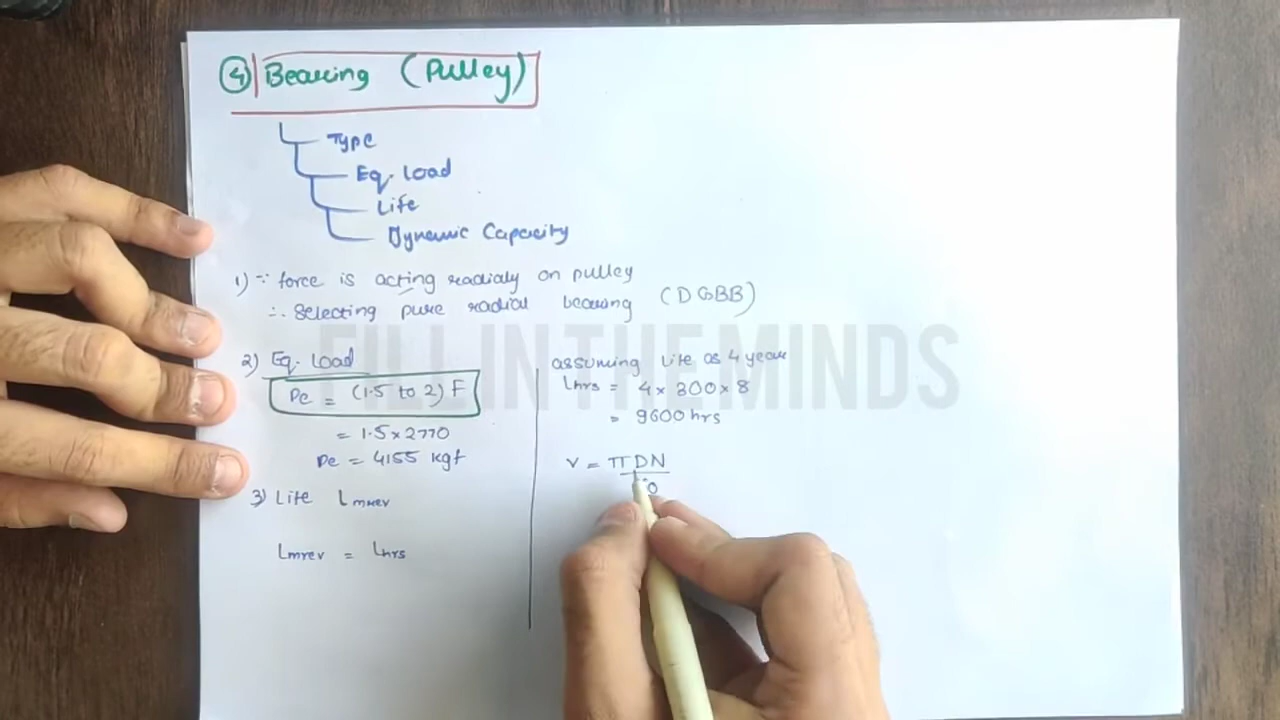 4 Bearing (Pulley)
Type
Eq. Load
Life
Dynamic Capacity
1) ∵ force is acting readialy on pulley
∴ Selecting pure radial bearing (DGBB)
FILL IN THE MINDS
2) Eq. Load
Pe = (1.5 to 2) F
= 1.5 x 2770
Pe = 4155 kgf
3) Life Lmrev
Lmrev = Lhrs
assuming life as 4 years
Lhrs = 4 x 300 x 8
= 9600 hrs
V = πDN